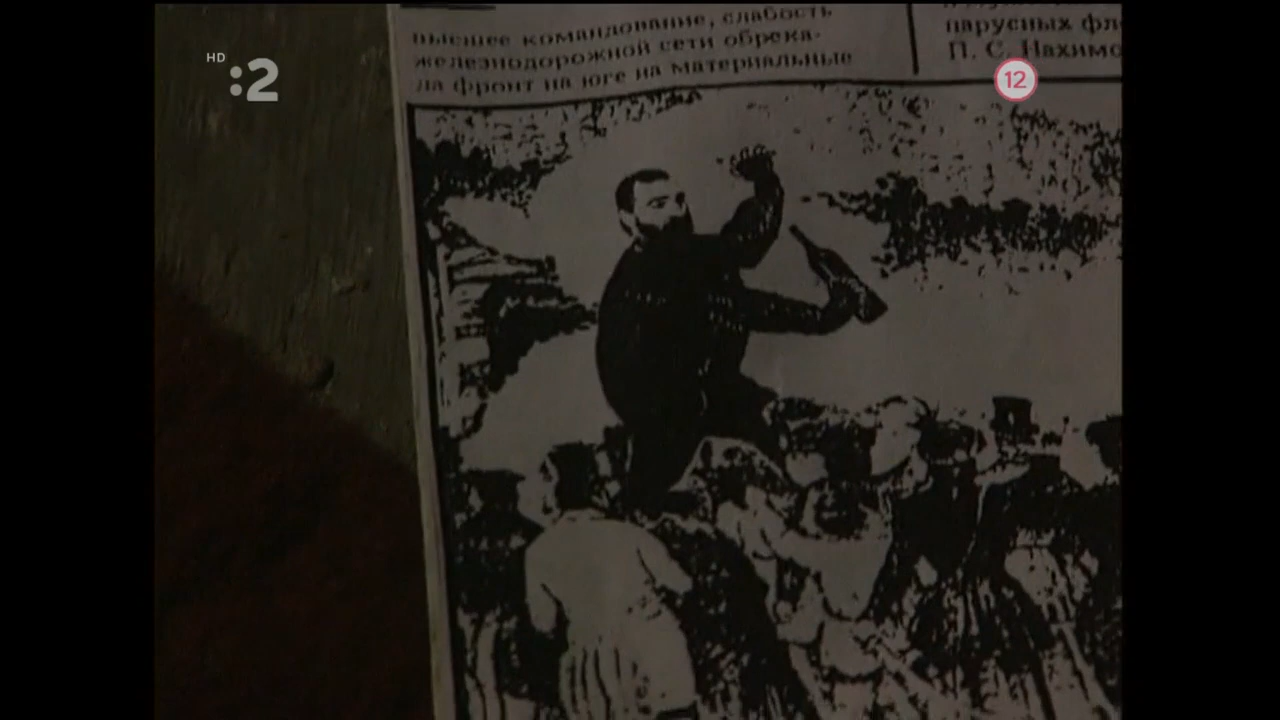 HD
:2
12
высшее командование, слабость
железнодорожной сети обрека-
ла фронт на юге на материальные
парусных фл
П. С. Нахимо